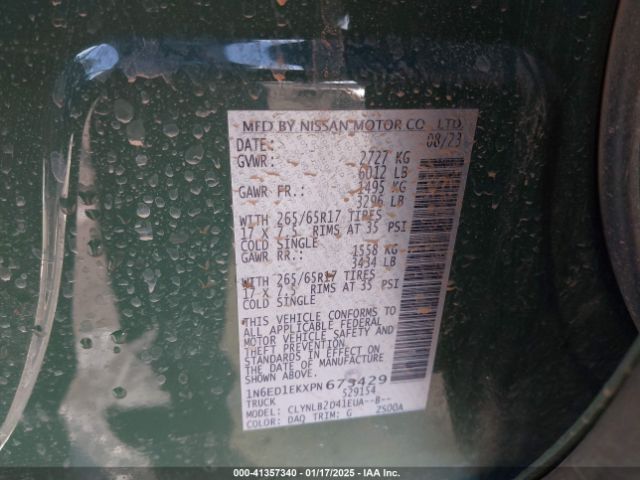 MFD BY NISSAN MOTOR CO., LTD.
DATE: 08/23
GVWR: 2727 KG
6012 LB
GAWR FR.: 1495 KG
3296 LB
WITH 265/65R17 TIRES
17 X 7.5 RIMS AT 35 PSI
COLD SINGLE
GAWR RR.: 1558 KG
3434 LB
WITH 265/65R17 TIRES
17 X 7.5 RIMS AT 35 PSI
COLD SINGLE
THIS VEHICLE CONFORMS TO
ALL APPLICABLE FEDERAL
MOTOR VEHICLE SAFETY AND
THEFT PREVENTION
STANDARDS IN EFFECT ON
THE DATE OF MANUFACTURE
SHOWN ABOVE.
1N6ED1EKXPN673429
TRUCK 529154
MODEL: CLYNLB2D41EUA--B--
COLOR: DAQ TRIM: G 2S00A
000-41357340 - 01/17/2025 - IAA Inc.